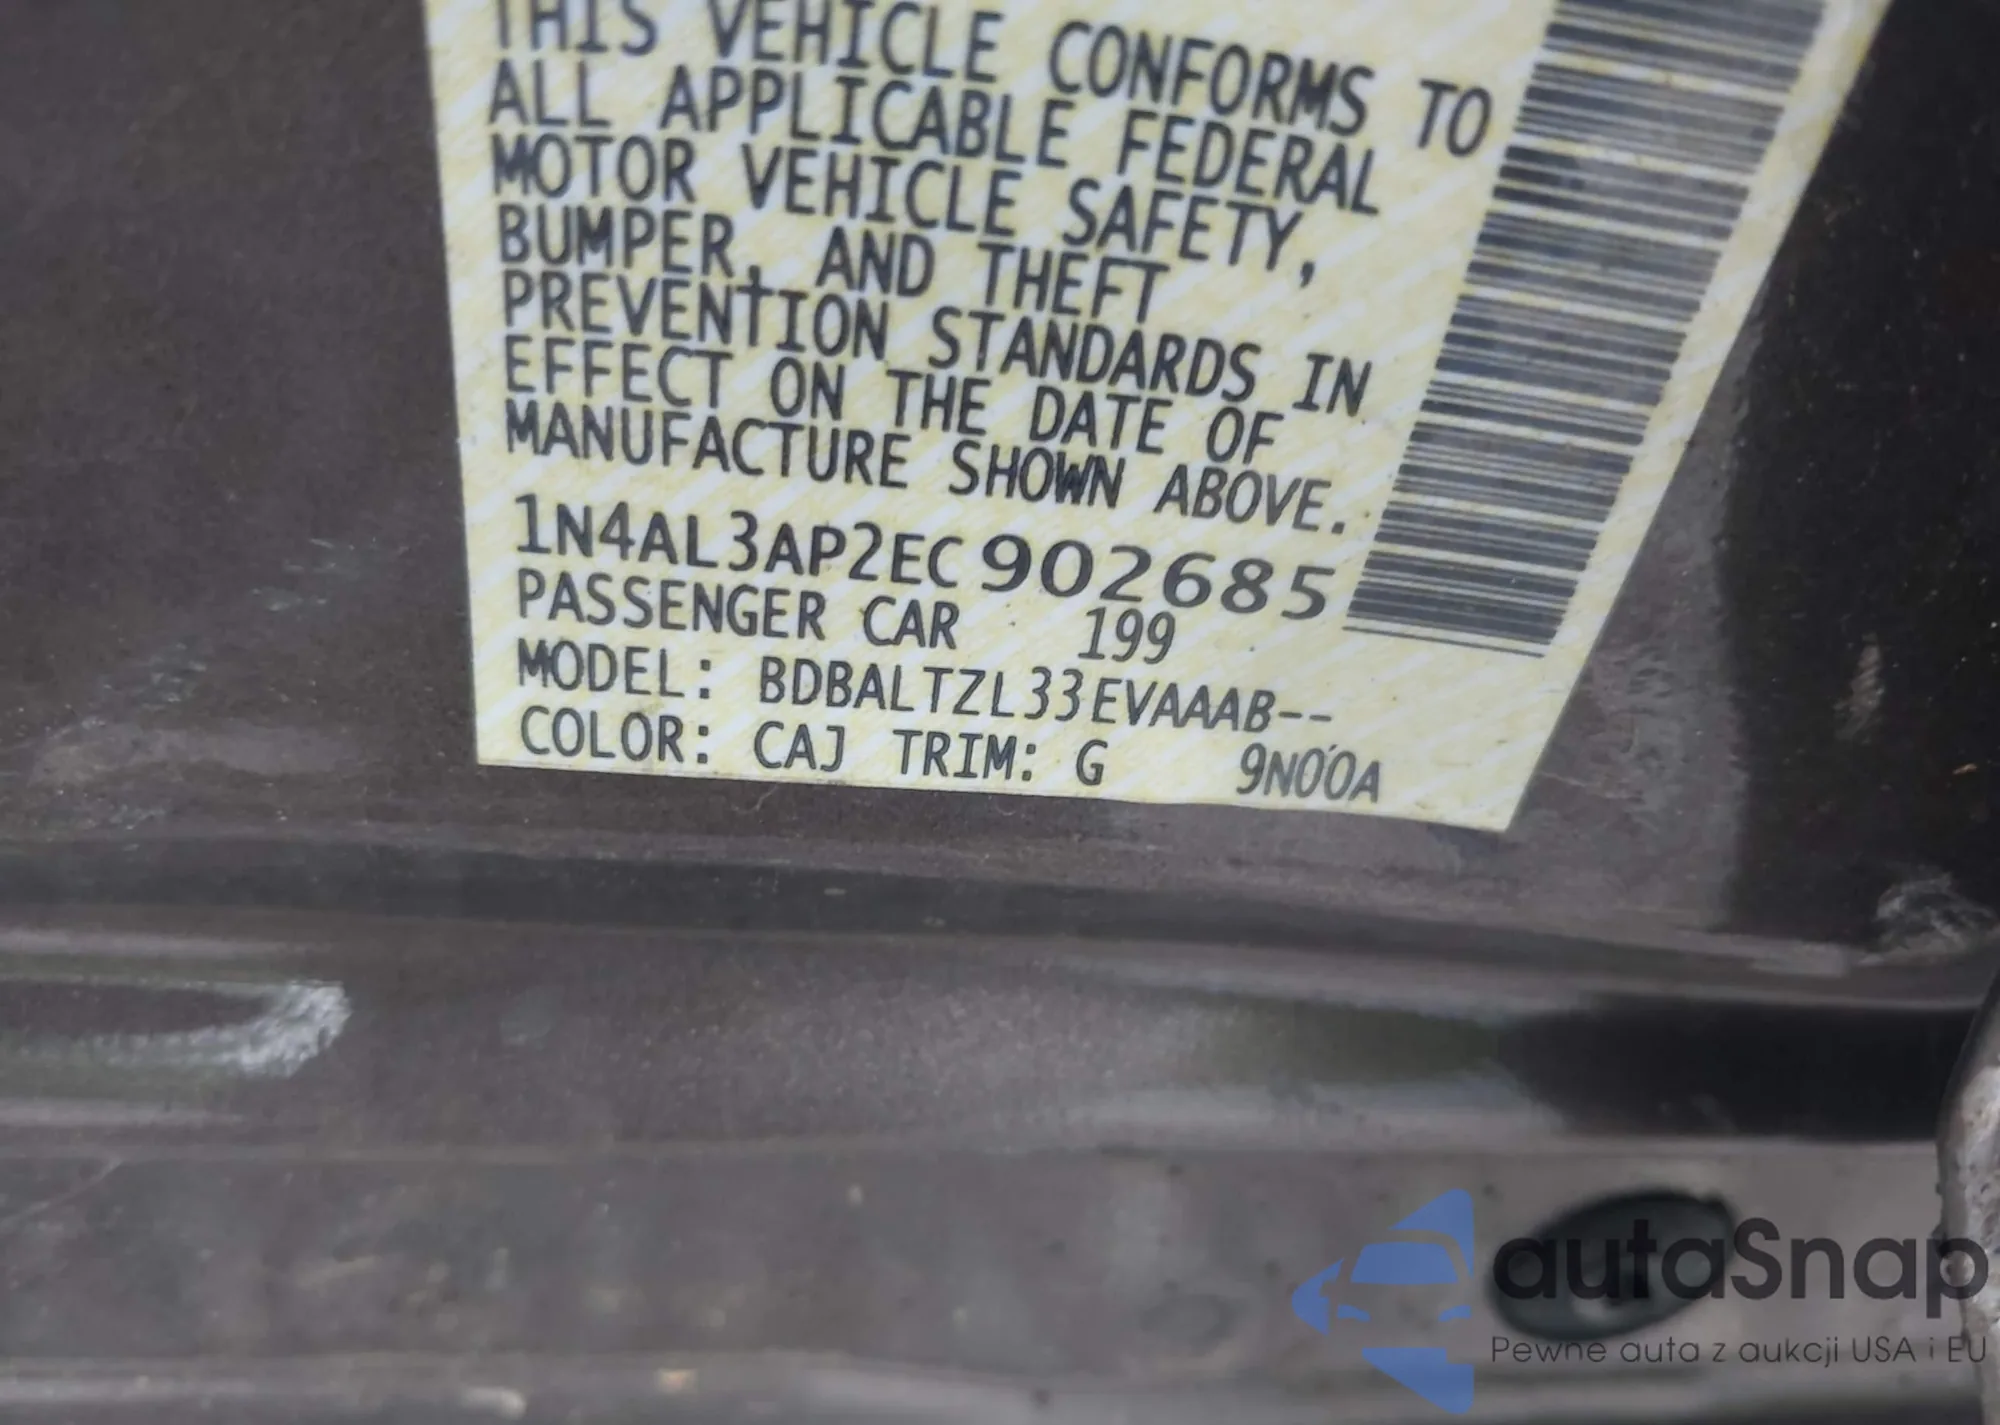 THIS VEHICLE CONFORMS TO
ALL APPLICABLE FEDERAL
MOTOR VEHICLE SAFETY,
BUMPER, AND THEFT
PREVENTION STANDARDS IN
EFFECT ON THE DATE OF
MANUFACTURE SHOWN ABOVE.
1N4AL3AP2EC902685
PASSENGER CAR 199
MODEL: BDBALTZL33EVAAAB--
COLOR: CAJ TRIM: G 9N00A
autaSnap
Pewne auta z aukcji USA i EU